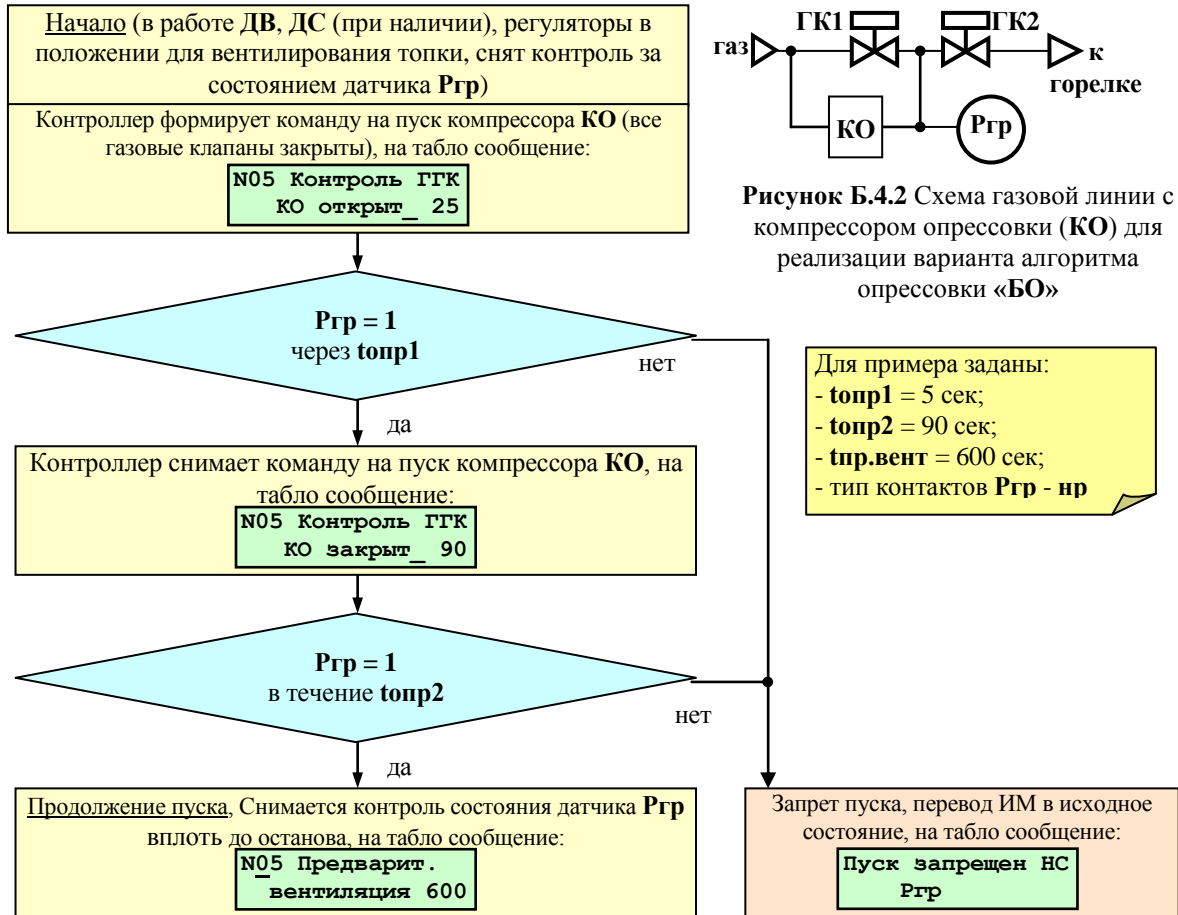 Начало (в работе ДВ, ДС (при наличии), регуляторы в
положении для вентилирования топки, снят контроль за
состоянием датчика Ргр)
Контроллер формирует команду на пуск компрессора КО (все
газовые клапаны закрыты), на табло сообщение:
N05 Контроль ГГК
КО открыт_ 25
Ргр = 1
через tопр1
нет
да
Контроллер снимает команду на пуск компрессора КО, на
табло сообщение:
N05 Контроль ГГК
КО закрыт_ 90
Ргр = 1
в течение tопр2
нет
да
Продолжение пуска, Снимается контроль состояния датчика Ргр
вплоть до останова, на табло сообщение:
N05 Предварит.
вентиляция 600
Запрет пуска, перевод ИМ в исходное
состояние, на табло сообщение:
Пуск запрещен НС
Ргр
ГК1
ГК2
газ
к
горелке
КО
Ргр
Рисунок Б.4.2 Схема газовой линии с
компрессором опрессовки (КО) для
реализации варианта алгоритма
опрессовки «БО»
Для примера заданы:
- tопр1 = 5 сек;
- tопр2 = 90 сек;
- tпр.вент = 600 сек;
- тип контактов Ргр - нр